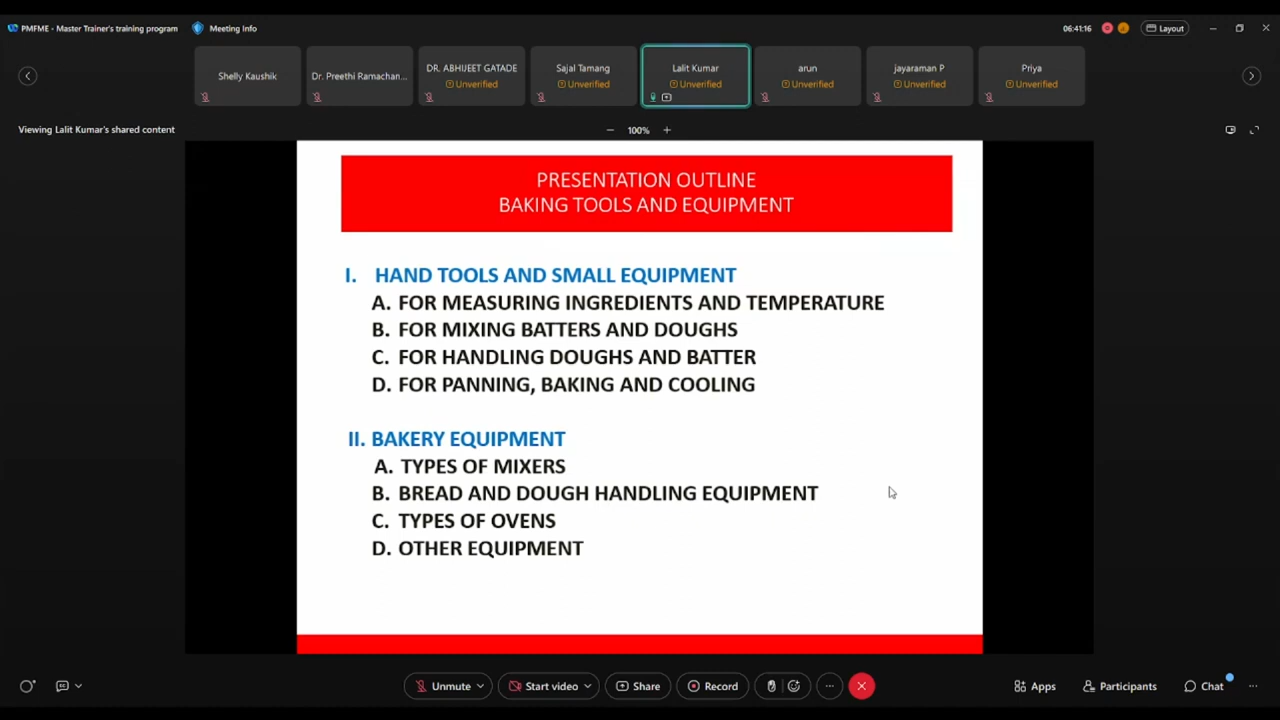 PMFME - Master Trainer's training program
Meeting Info
06:41:16
Layout
Shelly Kaushik
Dr. Preethi Ramachan...
DR. ABHIJEET GATADE
Unverified
Sajal Tamang
Unverified
Lalit Kumar
Unverified
arun
Unverified
jayaraman P
Unverified
Priya
Unverified
Viewing Lalit Kumar's shared content
100%
PRESENTATION OUTLINE
BAKING TOOLS AND EQUIPMENT
I. HAND TOOLS AND SMALL EQUIPMENT
A. FOR MEASURING INGREDIENTS AND TEMPERATURE
B. FOR MIXING BATTERS AND DOUGHS
C. FOR HANDLING DOUGHS AND BATTER
D. FOR PANNING, BAKING AND COOLING
II. BAKERY EQUIPMENT
A. TYPES OF MIXERS
B. BREAD AND DOUGH HANDLING EQUIPMENT
C. TYPES OF OVENS
D. OTHER EQUIPMENT
Unmute
Start video
Share
Record
Apps
Participants
Chat